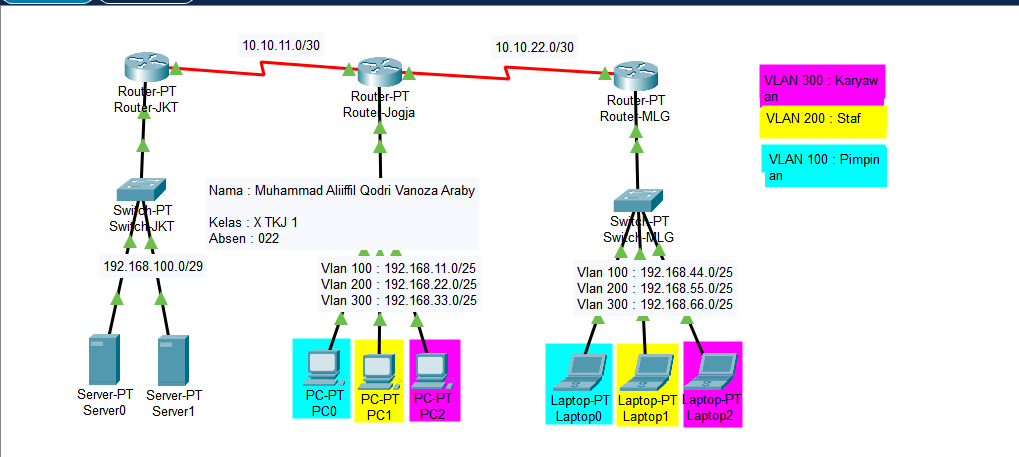 10.10.11.0/30
10.10.22.0/30
Router-PT
Router-JKT
Router-PT
Router-Jogja
Router-PT
Router-MLG
VLAN 300 : Karyaw
an
VLAN 200 : Staf
VLAN 100 : Pimpin
an
Nama : Muhammad Aliiffil Qodri Vanoza Araby
Kelas : X TKJ 1
Absen : 022
Switch-PT
Switch-JKT
Switch-PT
Switch-MLG
192.168.100.0/29
Vlan 100 : 192.168.11.0/25
Vlan 200 : 192.168.22.0/25
Vlan 300 : 192.168.33.0/25
Vlan 100 : 192.168.44.0/25
Vlan 200 : 192.168.55.0/25
Vlan 300 : 192.168.66.0/25
Server-PT
Server0
Server-PT
Server1
PC-PT
PC0
PC-PT
PC1
PC-PT
PC2
Laptop-PT
Laptop0
Laptop-PT
Laptop1
Laptop-PT
Laptop2